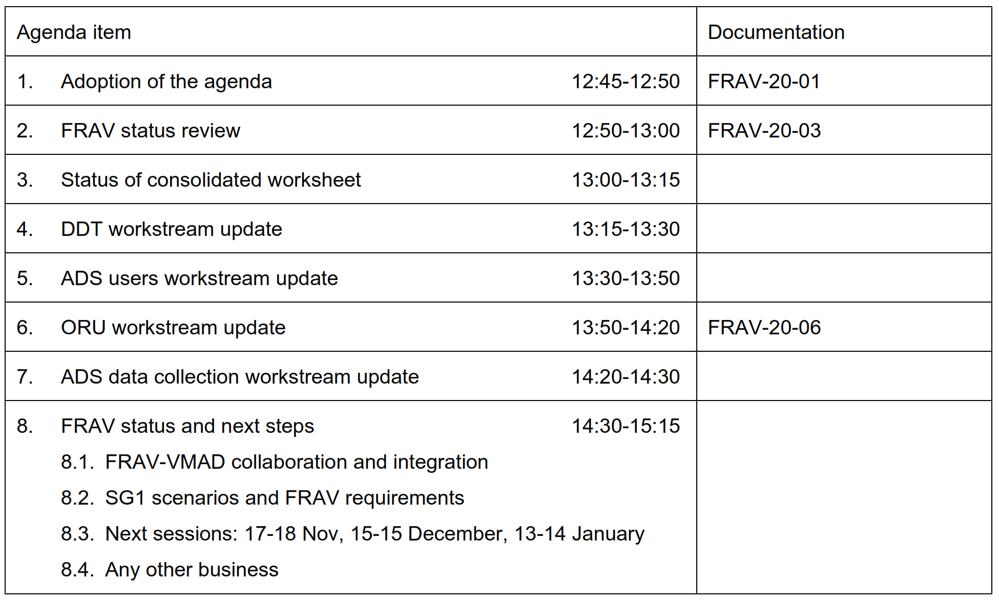 Agenda item Documentation
1. Adoption of the agenda 12:45-12:50 FRAV-20-01
2. FRAV status review 12:50-13:00 FRAV-20-03
3. Status of consolidated worksheet 13:00-13:15
4. DDT workstream update 13:15-13:30
5. ADS users workstream update 13:30-13:50
6. ORU workstream update 13:50-14:20 FRAV-20-06
7. ADS data collection workstream update 14:20-14:30
8. FRAV status and next steps 14:30-15:15
8.1. FRAV-VMAD collaboration and integration
8.2. SG1 scenarios and FRAV requirements
8.3. Next sessions: 17-18 Nov, 15-15 December, 13-14 January
8.4. Any other business